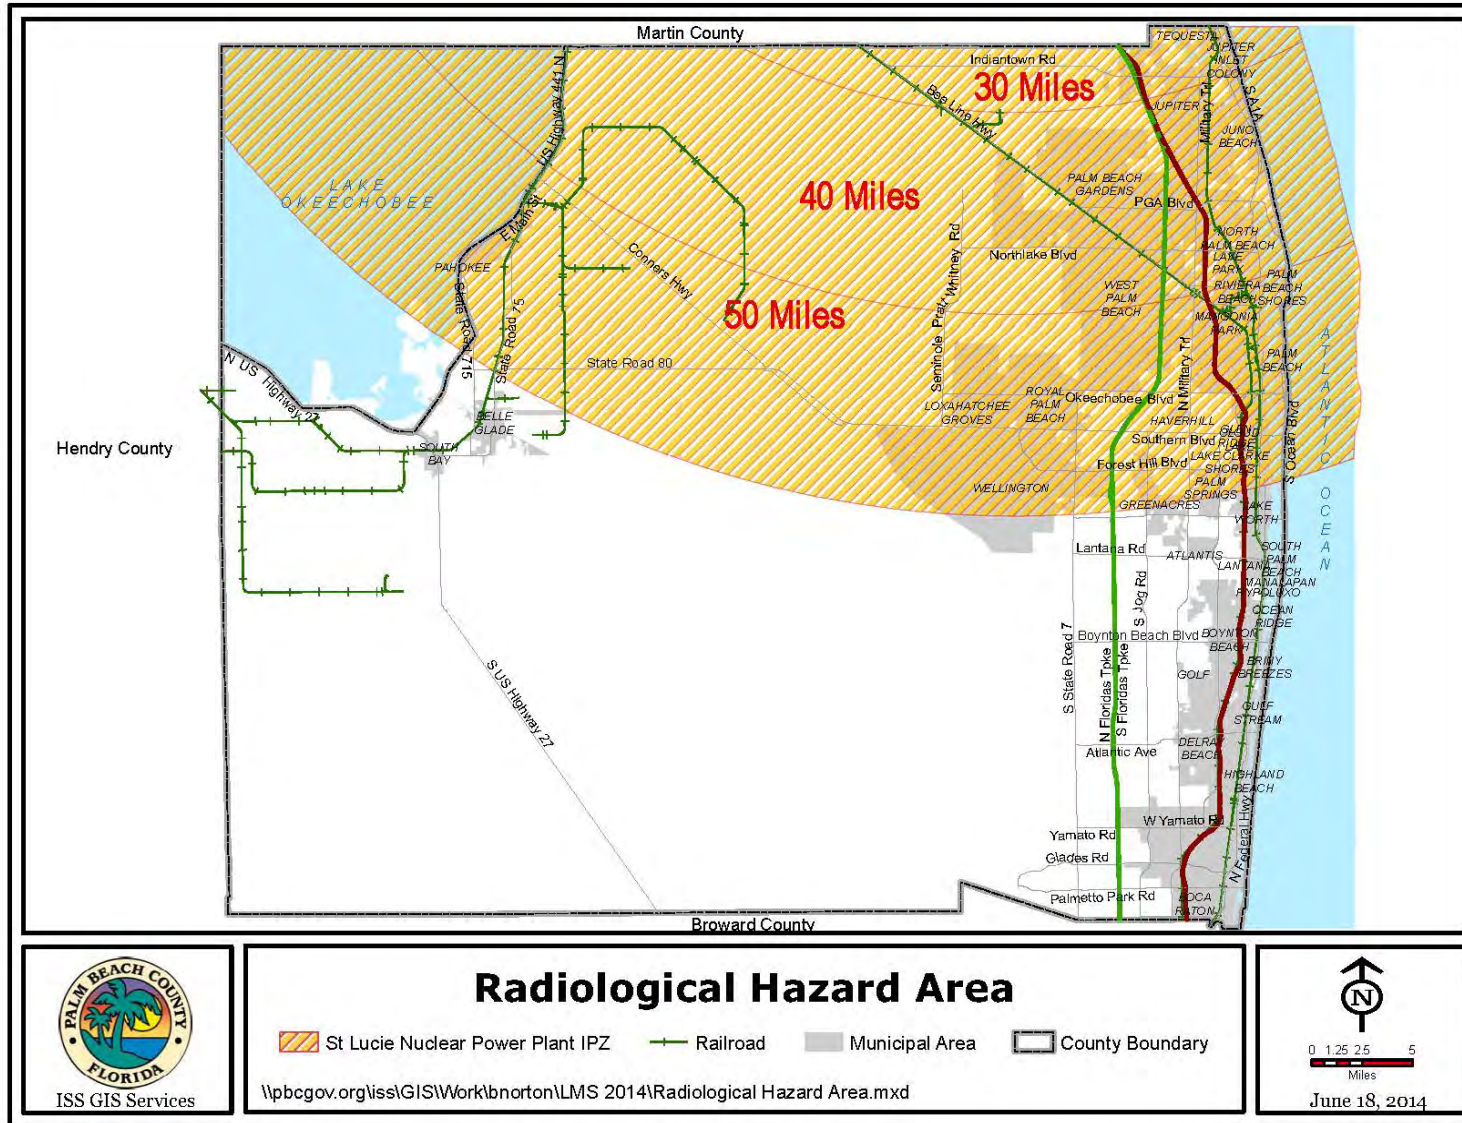 Martin County
TEQUESTA
JUPITER
INLET
COLONY
Indiantown Rd
30 Miles
US Highway 441 N
Bee Line Hwy
JUPITER
Military Trl
S A1A
JUNO
BEACH
LAKE
OKEECHOBEE
40 Miles
PALM BEACH
GARDENS
PGA Blvd
E Main St
NORTH
PALM BEACH
Conners Hwy
Northlake Blvd
LAKE
PARK
PAHOKEE
Seminole Pratt Whitney Rd
WEST
PALM
BEACH
RIVIERA
BEACH
PALM
BEACH
SHORES
50 Miles
MANGONIA
PARK
State Road 715
State Road 75
N US Highway 27
State Road 80
N Military Trl
PALM
BEACH
ATLANTIC OCEAN
LOXAHATCHEE
GROVES
ROYAL
PALM
BEACH
Okeechobee Blvd
HAVERHILL
GLEN
RIDGE
S Ocean Blvd
BELLE
GLADE
Hendry County
SOUTH
BAY
Southern Blvd
Forest Hill Blvd
LAKE CLARKE
SHORES
PALM
SPRINGS
WELLINGTON
GREENACRES
LAKE
WORTH
Lantana Rd
ATLANTIS
LANTANA
SOUTH
PALM
BEACH
MANALAPAN
HYPOLUXO
S Jog Rd
OCEAN
RIDGE
S State Road 7
Boynton Beach Blvd
BOYNTON
BEACH
N Floridas Tpke
S Floridas Tpke
GOLF
BRINY
BREEZES
S US Highway 27
GULF
STREAM
Atlantic Ave
DELRAY
BEACH
HIGHLAND
BEACH
W Yamato Rd
Yamato Rd
N Federal Hwy
Glades Rd
Palmetto Park Rd
BOCA
RATON
Broward County
PALM BEACH COUNTY
FLORIDA
ISS GIS Services
Radiological Hazard Area
St Lucie Nuclear Power Plant IPZ
Railroad
Municipal Area
County Boundary
\\pbcgov.org\iss\GIS\Work\bnorton\LMS 2014\Radiological Hazard Area.mxd
N
0 1.25 2.5 5
Miles
June 18, 2014